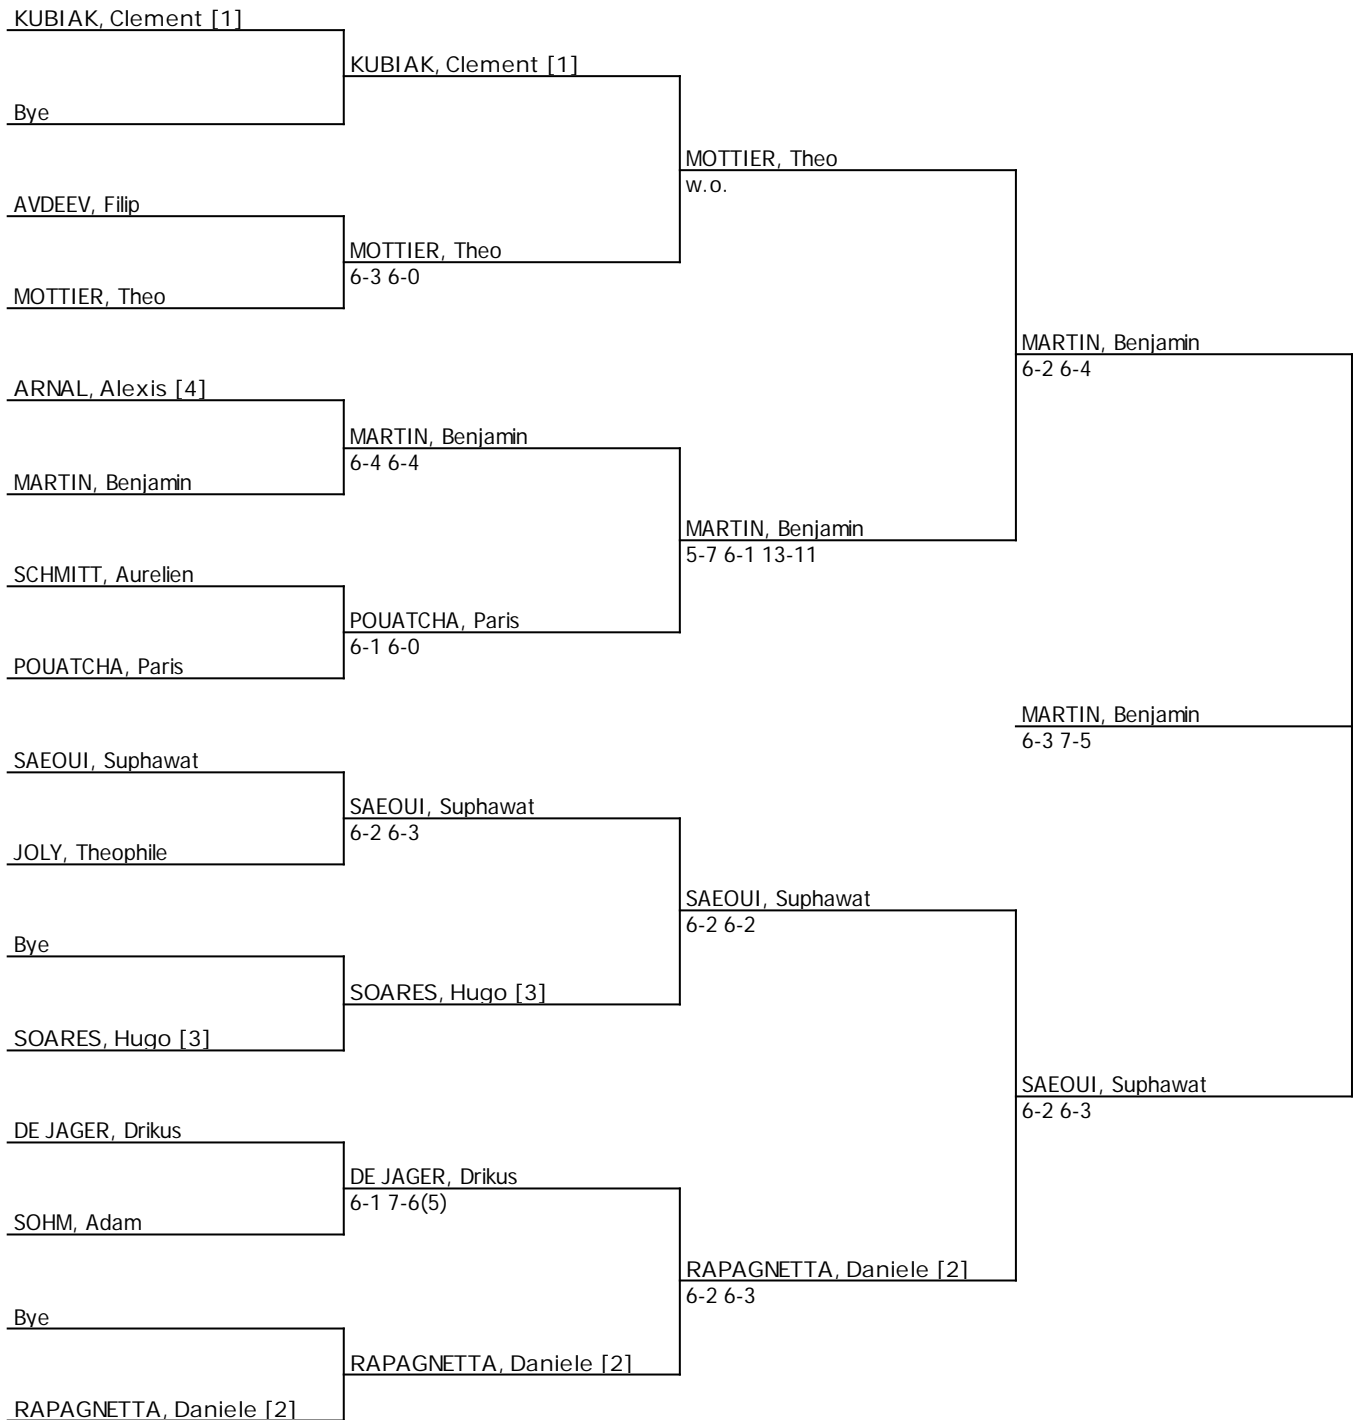 KUBIAK, Clement [1]
KUBIAK, Clement [1]
Bye
MOTTIER, Theo
w.o.
AVDEEV, Filip
MOTTIER, Theo
6-3 6-0
MOTTIER, Theo
MARTIN, Benjamin
6-2 6-4
ARNAL, Alexis [4]
MARTIN, Benjamin
6-4 6-4
MARTIN, Benjamin
MARTIN, Benjamin
5-7 6-1 13-11
SCHMITT, Aurelien
POUATCHA, Paris
6-1 6-0
POUATCHA, Paris
MARTIN, Benjamin
6-3 7-5
SAEOUI, Suphawat
SAEOUI, Suphawat
6-2 6-3
JOLY, Theophile
SAEOUI, Suphawat
6-2 6-2
Bye
SOARES, Hugo [3]
SOARES, Hugo [3]
SAEOUI, Suphawat
6-2 6-3
DE JAGER, Drikus
DE JAGER, Drikus
6-1 7-6(5)
SOHM, Adam
RAPAGNETTA, Daniele [2]
6-2 6-3
Bye
RAPAGNETTA, Daniele [2]
RAPAGNETTA, Daniele [2]